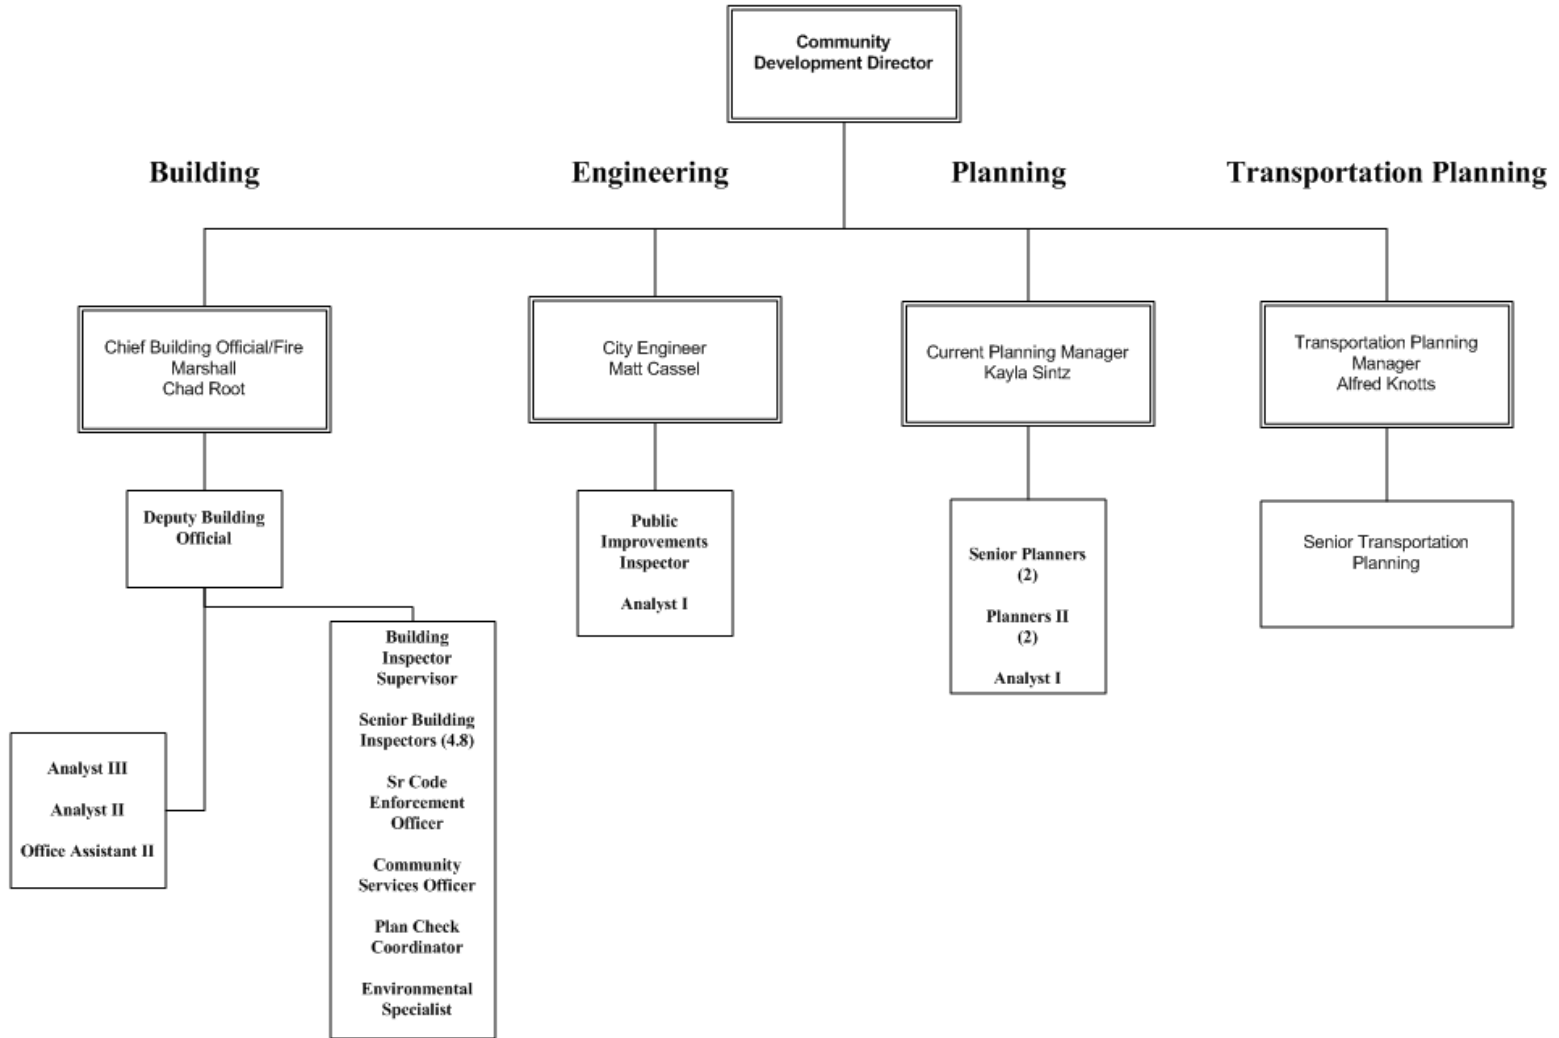 Community
Development Director
Building
Engineering
Planning
Transportation Planning
Chief Building Official/Fire
Marshall
Chad Root
City Engineer
Matt Cassel
Current Planning Manager
Kayla Sintz
Transportation Planning
Manager
Alfred Knotts
Deputy Building
Official
Public
Improvements
Inspector
Analyst I
Senior Planners
(2)
Planners II
(2)
Analyst I
Senior Transportation
Planning
Analyst III
Analyst II
Office Assistant II
Building
Inspector
Supervisor
Senior Building
Inspectors (4.8)
Sr Code
Enforcement
Officer
Community
Services Officer
Plan Check
Coordinator
Environmental
Specialist